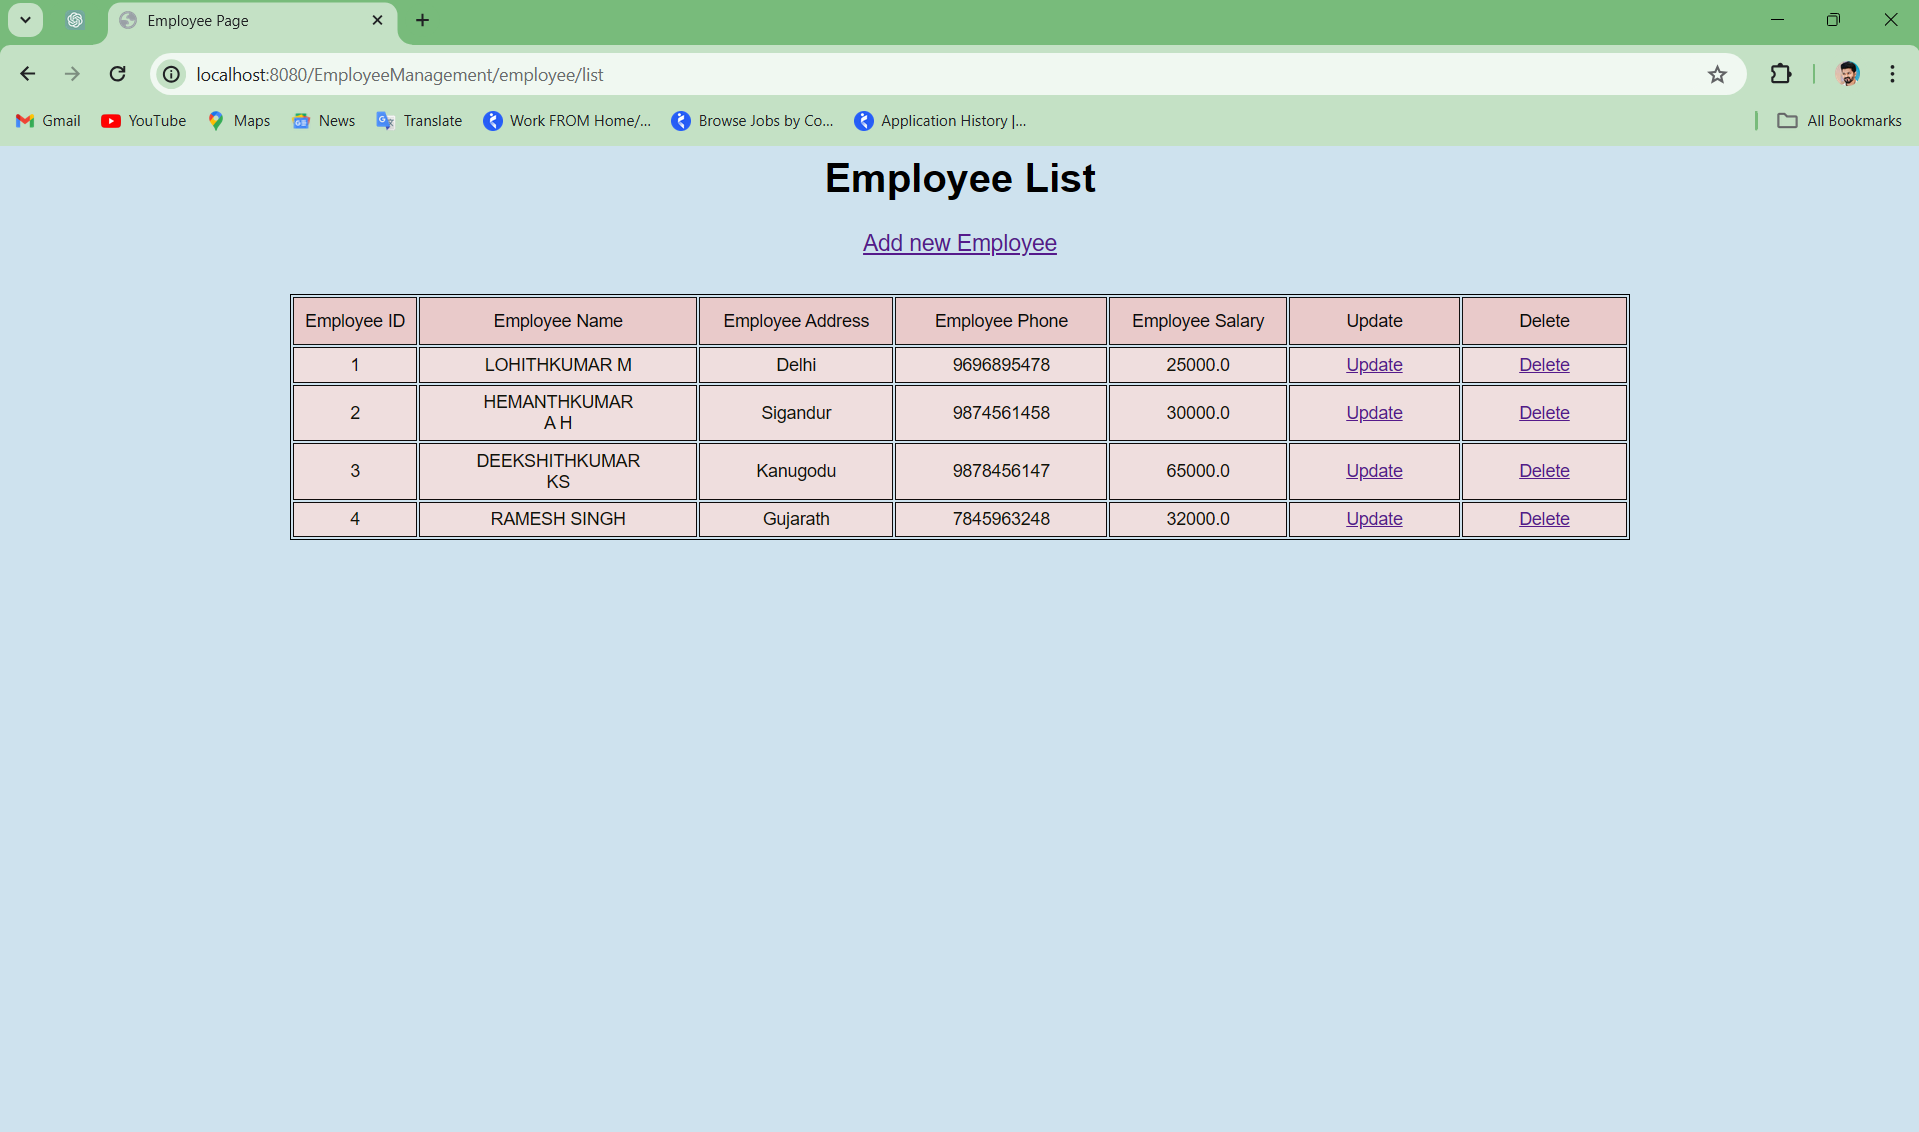 Employee Page
localhost:8080/EmployeeManagement/employee/list
Gmail YouTube Maps News Translate Work FROM Home/... Browse Jobs by Co... Application History |... All Bookmarks
Employee List
Add new Employee
Employee ID Employee Name Employee Address Employee Phone Employee Salary Update Delete
1 LOHITHKUMAR M Delhi 9696895478 25000.0 Update Delete
2 HEMANTHKUMAR
A H Sigandur 9874561458 30000.0 Update Delete
3 DEEKSHITHKUMAR
KS Kanugodu 9878456147 65000.0 Update Delete
4 RAMESH SINGH Gujarath 7845963248 32000.0 Update Delete